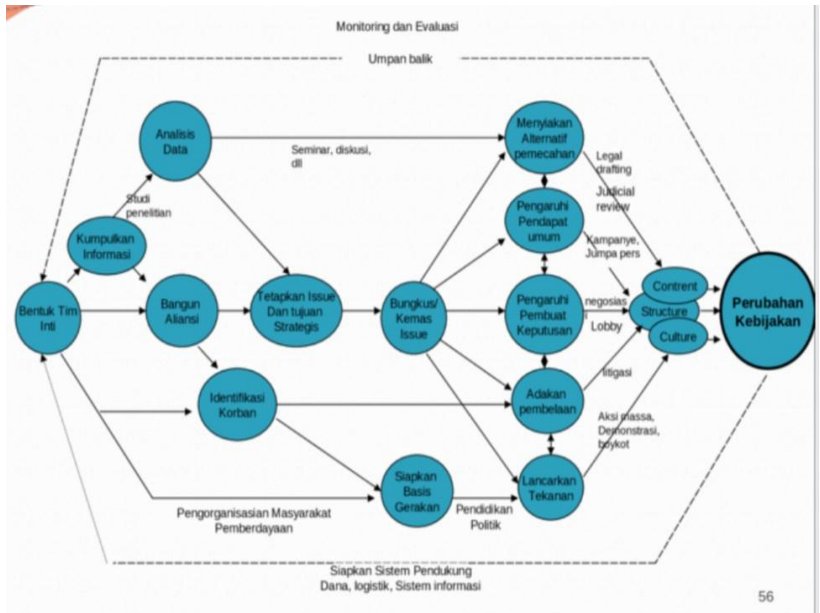 Monitoring dan Evaluasi
Umpan balik
Analisis
Data
Seminar, diskusi,
dll
Menyiakan
Alternatif
pemecahan
Legal
drafting
Judicial
review
Studi
penelitian
Pengaruhi
Pendapat
umum
Kumpulkan
Informasi
Kampanye,
Jumpa pers
Bentuk Tim
Inti
Bangun
Aliansi
Tetapkan Issue
Dan tujuan
Strategis
Bungkus/
Kemas
Issue
Pengaruhi
Pembuat
Keputusan
negosias
i
Lobby
Contrent
Structure
Culture
Perubahan
Kebijakan
Identifikasi
Korban
Adakan
pembelaan
litigasi
Aksi massa,
Demonstrasi,
boykot
Siapkan
Basis
Gerakan
Lancarkan
Tekanan
Pengorganisasian Masyarakat
Pemberdayaan
Pendidikan
Politik
Siapkan Sistem Pendukung
Dana, logistik, Sistem informasi
56